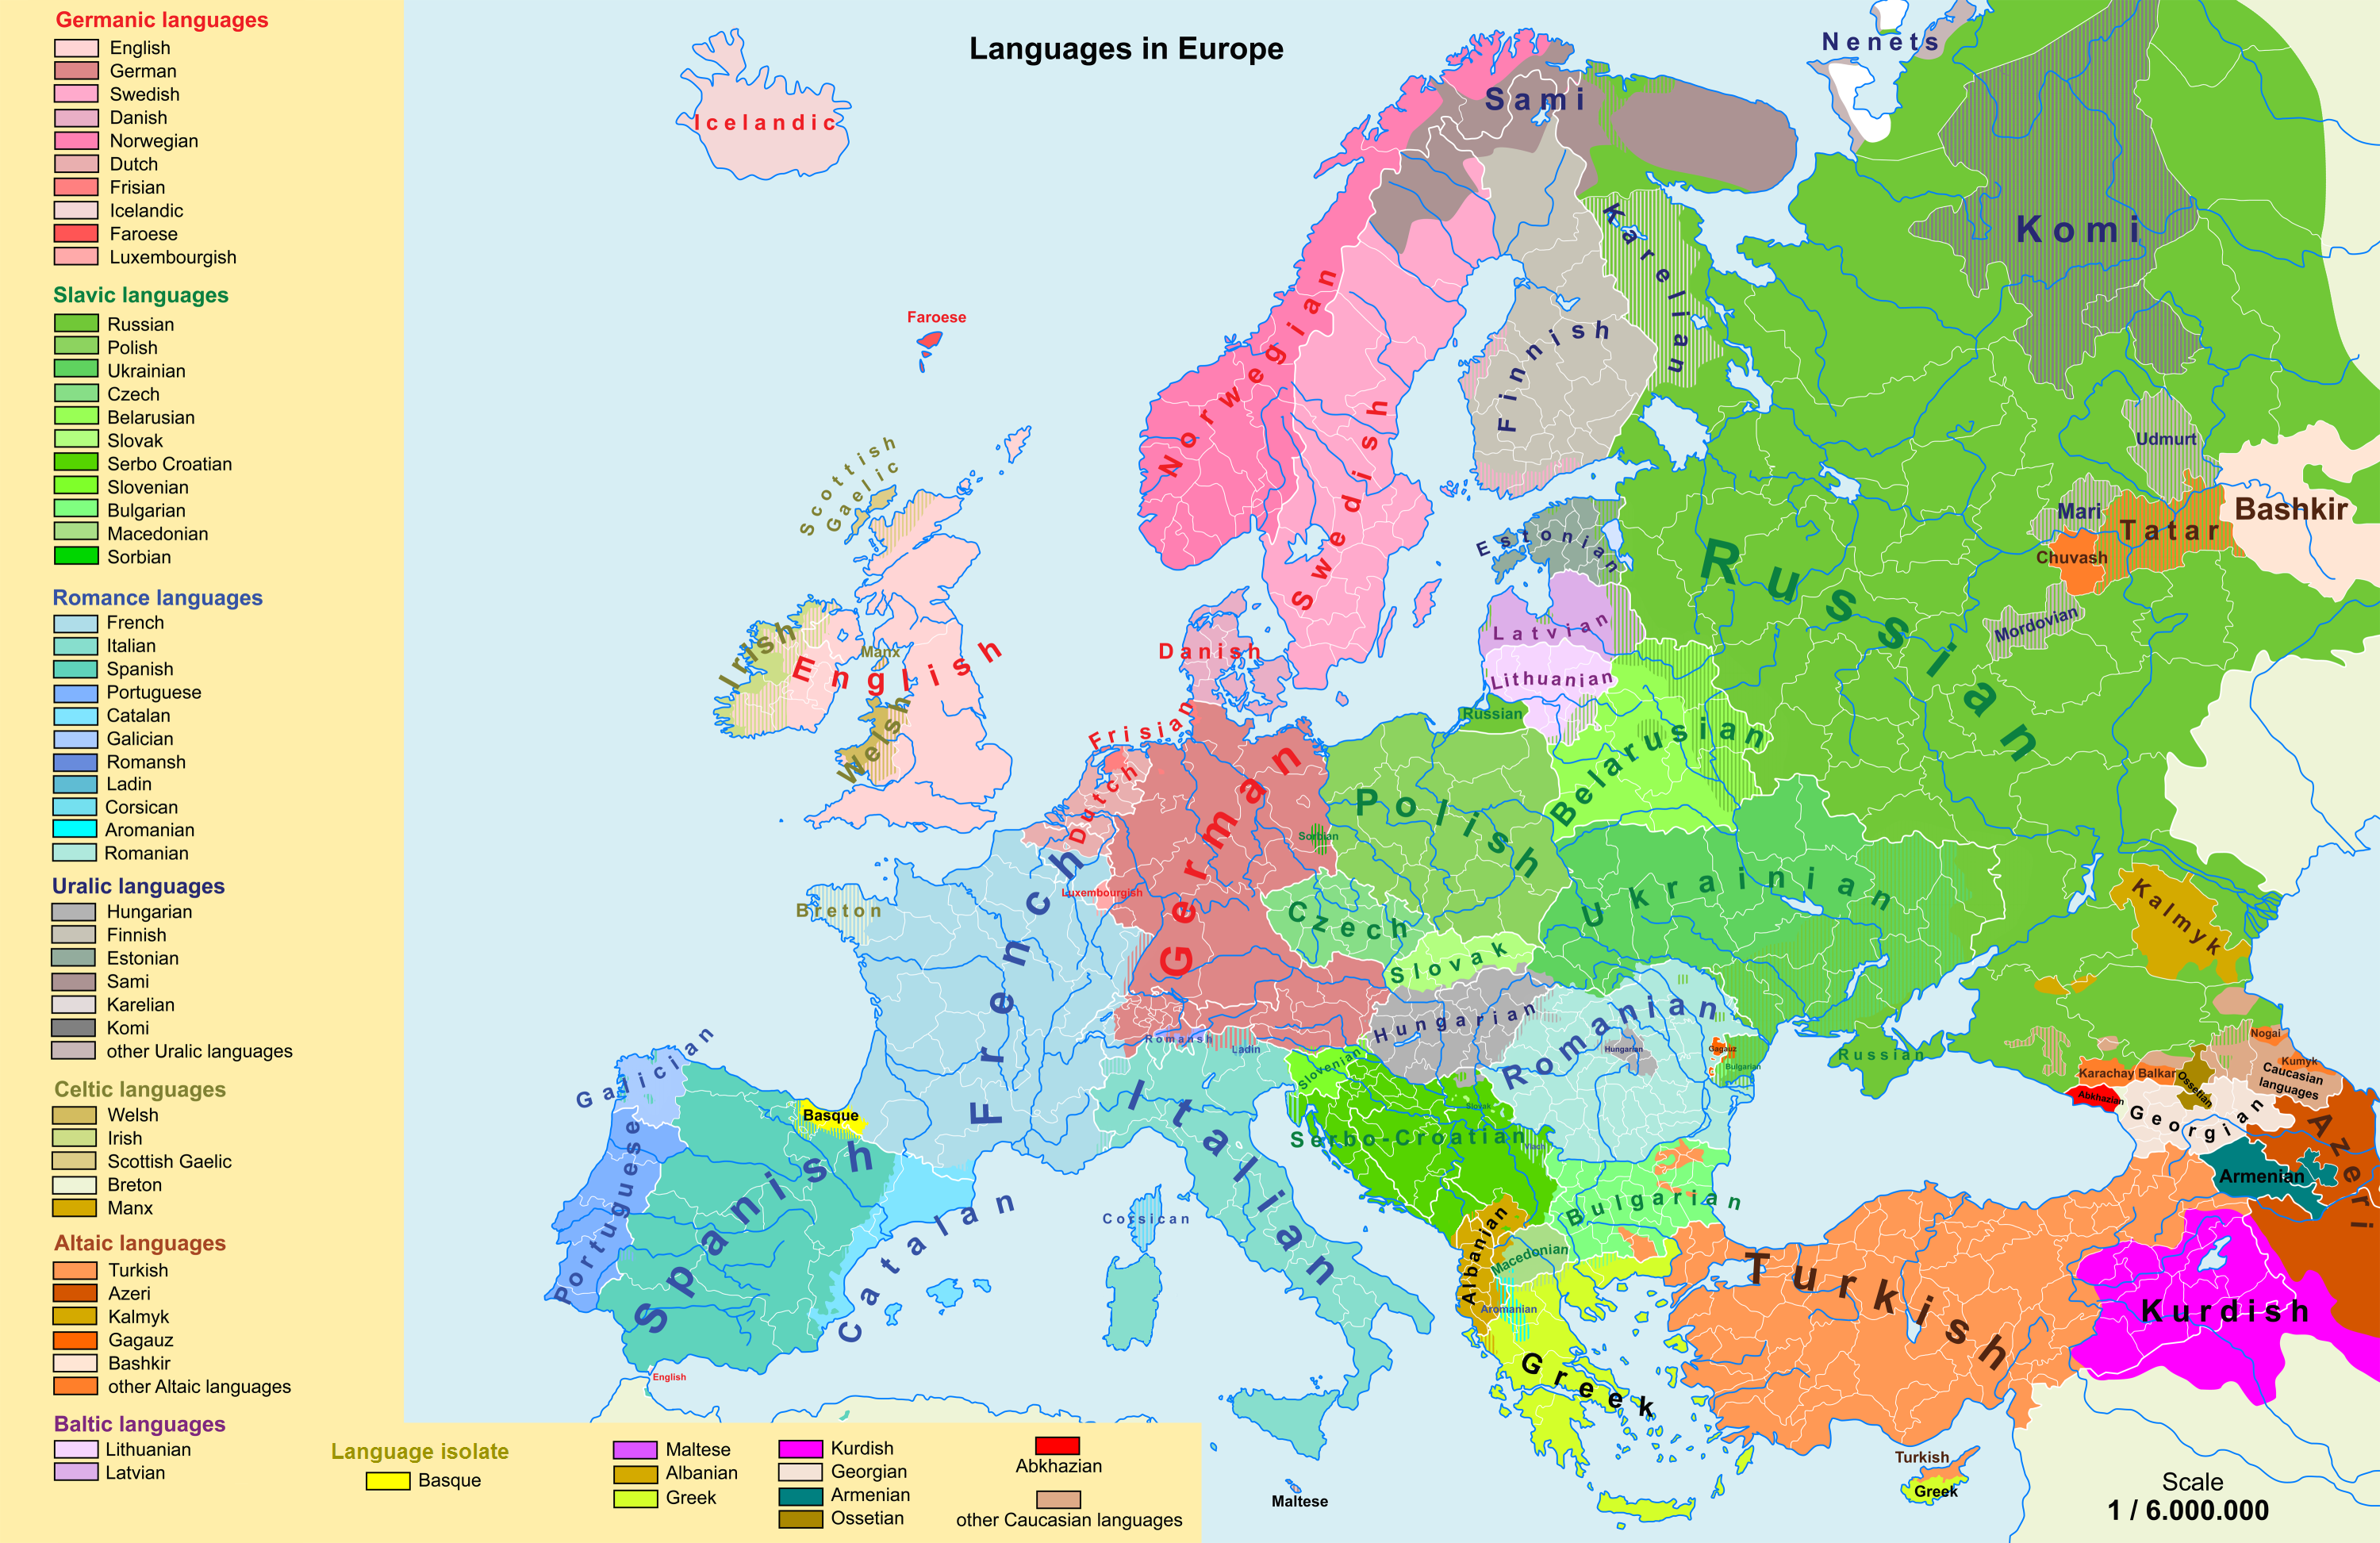 Languages in Europe
Germanic languages
English
German
Swedish
Danish
Norwegian
Dutch
Frisian
Icelandic
Faroese
Luxembourgish
Slavic languages
Russian
Polish
Ukrainian
Czech
Belarusian
Slovak
Serbo Croatian
Slovenian
Bulgarian
Macedonian
Sorbian
Romance languages
French
Italian
Spanish
Portuguese
Catalan
Galician
Romansh
Ladin
Corsican
Aromanian
Romanian
Uralic languages
Hungarian
Finnish
Estonian
Sami
Karelian
Komi
other Uralic languages
Celtic languages
Welsh
Irish
Scottish Gaelic
Breton
Manx
Altaic languages
Turkish
Azeri
Kalmyk
Gagauz
Bashkir
other Altaic languages
Baltic languages
Lithuanian
Latvian
Language isolate
Basque
Maltese
Albanian
Greek
Kurdish
Georgian
Armenian
Ossetian
Abkhazian
other Caucasian languages
Icelandic
Faroese
Sami
Nenets
Komi
Karelian
Finnish
Norwegian
Swedish
Udmurt
Mari
Tatar
Bashkir
Chuvash
Mordovian
Russian
Estonian
Latvian
Lithuanian
Russian
Belarusian
Scottish
Gaelic
Irish
Manx
English
Welsh
Danish
Frisian
Dutch
German
Sorbian
Polish
Luxembourgish
Czech
Slovak
Ukrainian
Kalmyk
Breton
French
Romansh
Ladin
Hungarian
Romanian
Hungarian
Gagauz
Bulgarian
Russian
Nogai
Kumyk
Caucasian
languages
Karachay Balkar
Ossetian
Abkhazian
Georgian
Azeri
Armenian
Galician
Portuguese
Basque
Spanish
Catalan
Corsican
Italian
Slovenian
Slovak
Serbo-Croatian
Vlach
Bulgarian
Albanian
Macedonian
Aromanian
Greek
Turkish
Kurdish
English
Maltese
Turkish
Greek
Scale
1 / 6.000.000